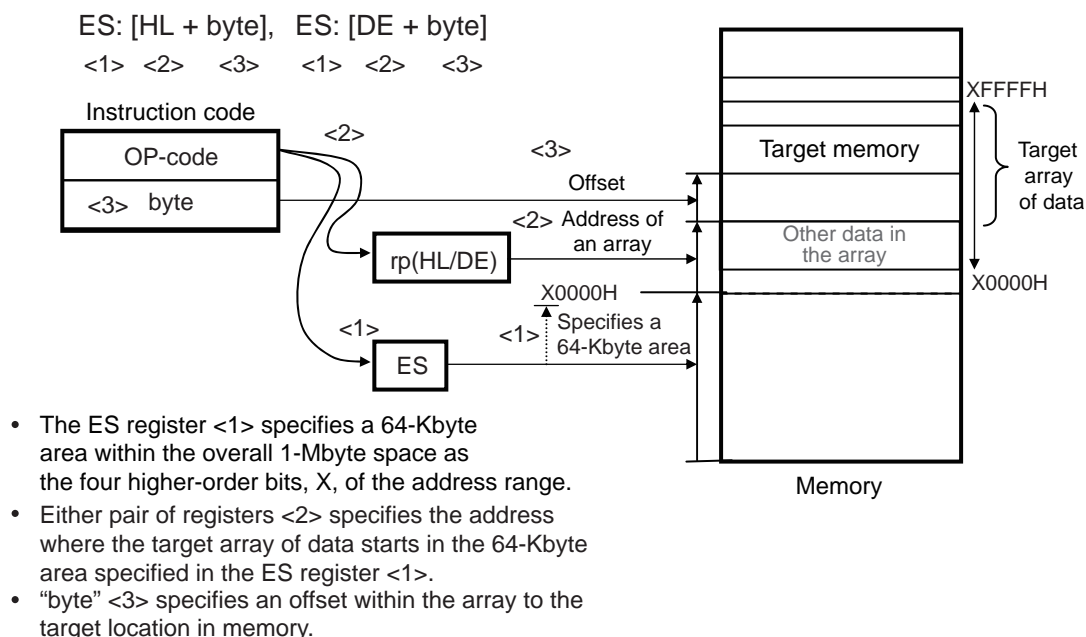 ES: [HL + byte], ES: [DE + byte]
<1> <2> <3> <1> <2> <3>
Instruction code
OP-code
<3> byte
<2>
<3>
Offset
<2> Address of
an array
rp(HL/DE)
X0000H
<1>
<1>
Specifies a
64-Kbyte
area
ES
XFFFFH
Target memory
Target
array
of data
Other data in
the array
X0000H
Memory
• The ES register <1> specifies a 64-Kbyte
area within the overall 1-Mbyte space as
the four higher-order bits, X, of the address range.
• Either pair of registers <2> specifies the address
where the target array of data starts in the 64-Kbyte
area specified in the ES register <1>.
• “byte” <3> specifies an offset within the array to the
target location in memory.